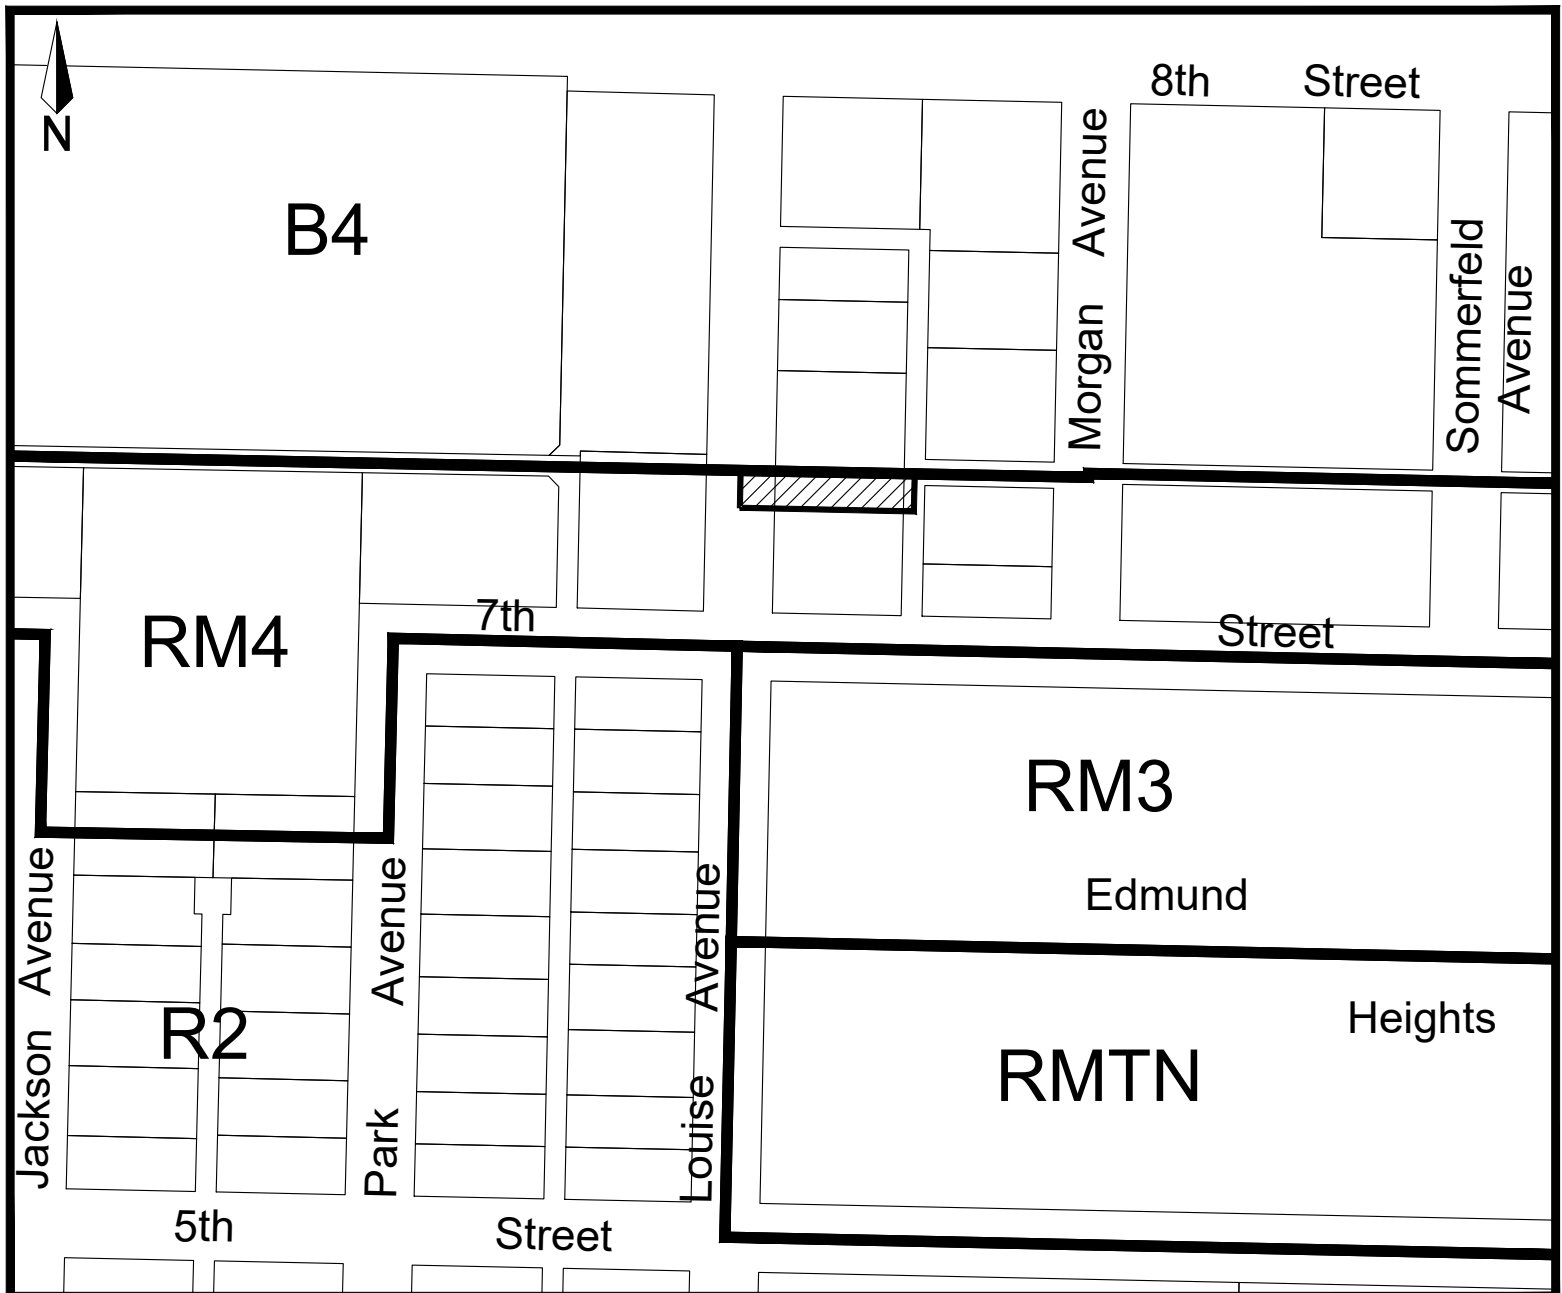 8th Street
N
Morgan Avenue
B4
Sommerfeld
Avenue
7th Street
RM4
RM3
Edmund
Jackson Avenue
Park Avenue
Louise Avenue
R2
Heights
RMTN
5th Street